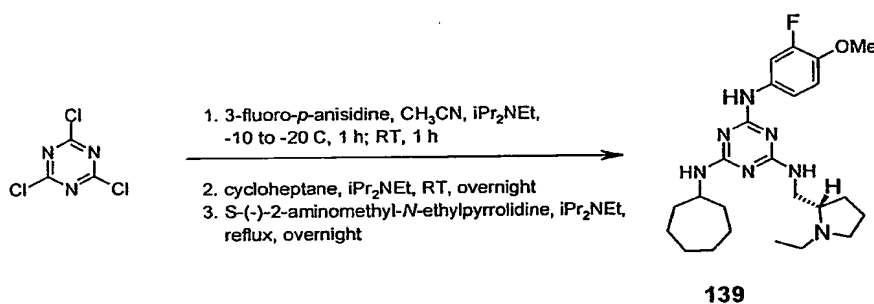 Cl
N
N
Cl
N
Cl
1. 3-fluoro-p-anisidine, CH3CN, iPr2NEt,
-10 to -20 C, 1 h; RT, 1 h
2. cycloheptane, iPr2NEt, RT, overnight
3. S-(-)-2-aminomethyl-N-ethylpyrrolidine, iPr2NEt,
reflux, overnight
F
OMe
HN
N
N
HN
N
NH
H
N
139